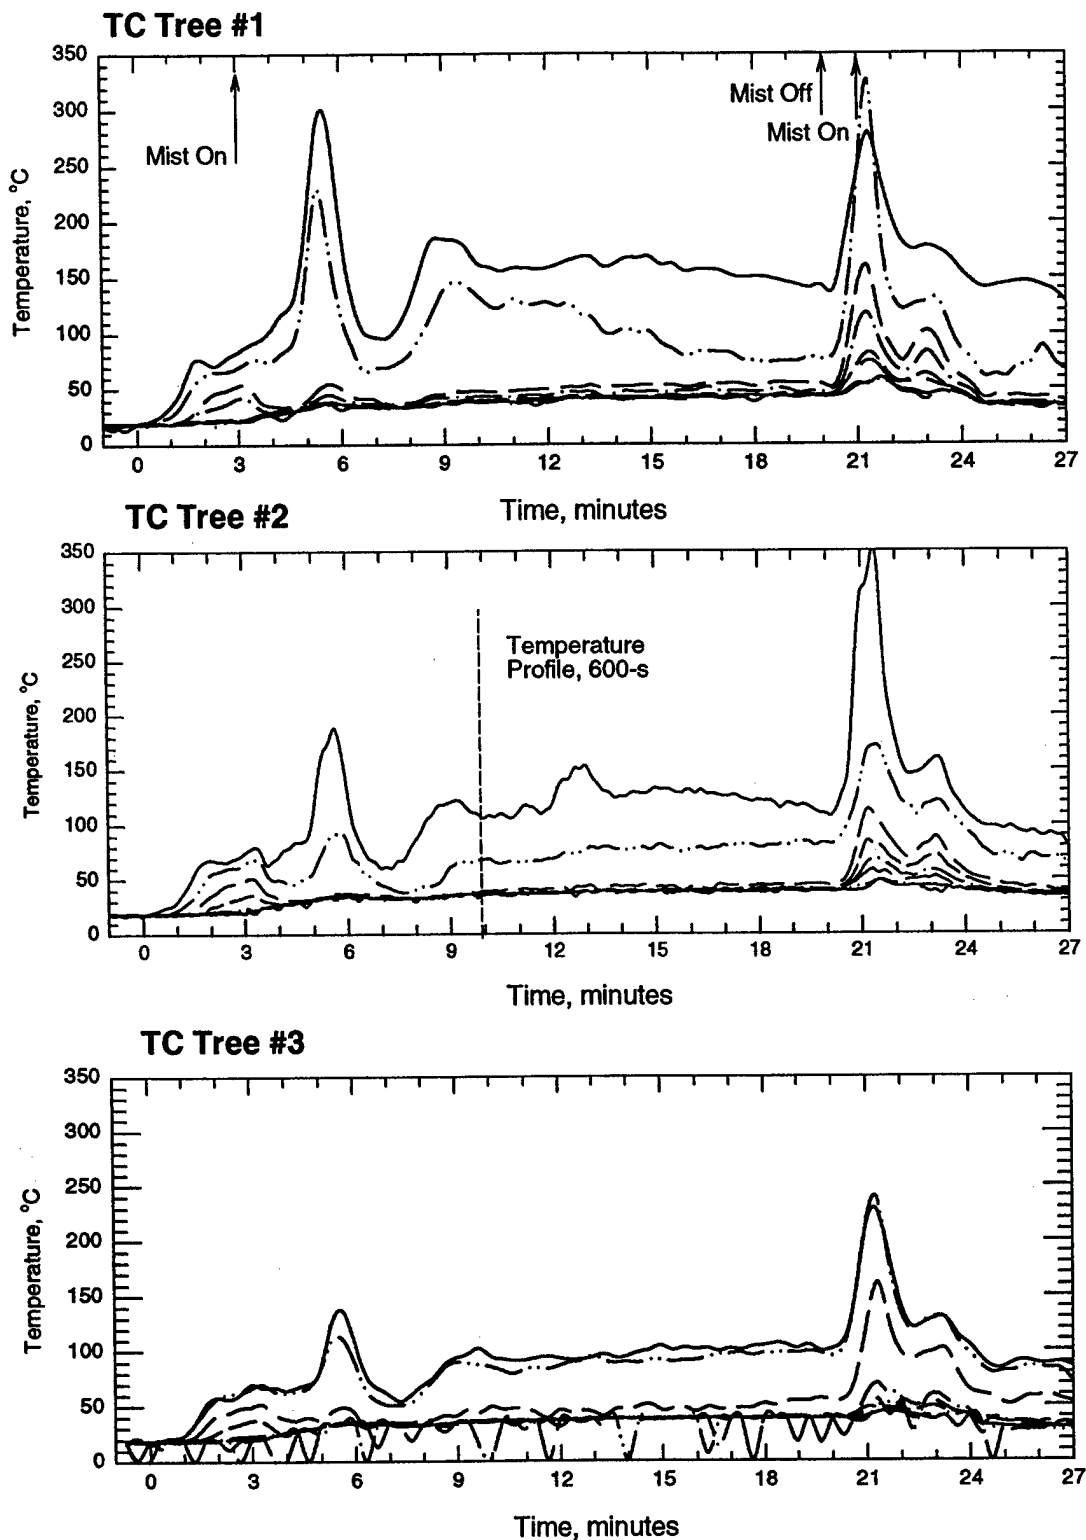 TC Tree #1
350
300
250
200
150
100
50
0
Temperature, °C
Mist On
Mist Off
Mist On
0 3 6 9 12 15 18 21 24 27
Time, minutes
TC Tree #2
350
300
250
200
150
100
50
0
Temperature, °C
Temperature
Profile, 600-s
0 3 6 9 12 15 18 21 24 27
Time, minutes
TC Tree #3
350
300
250
200
150
100
50
0
Temperature, °C
0 3 6 9 12 15 18 21 24 27
Time, minutes